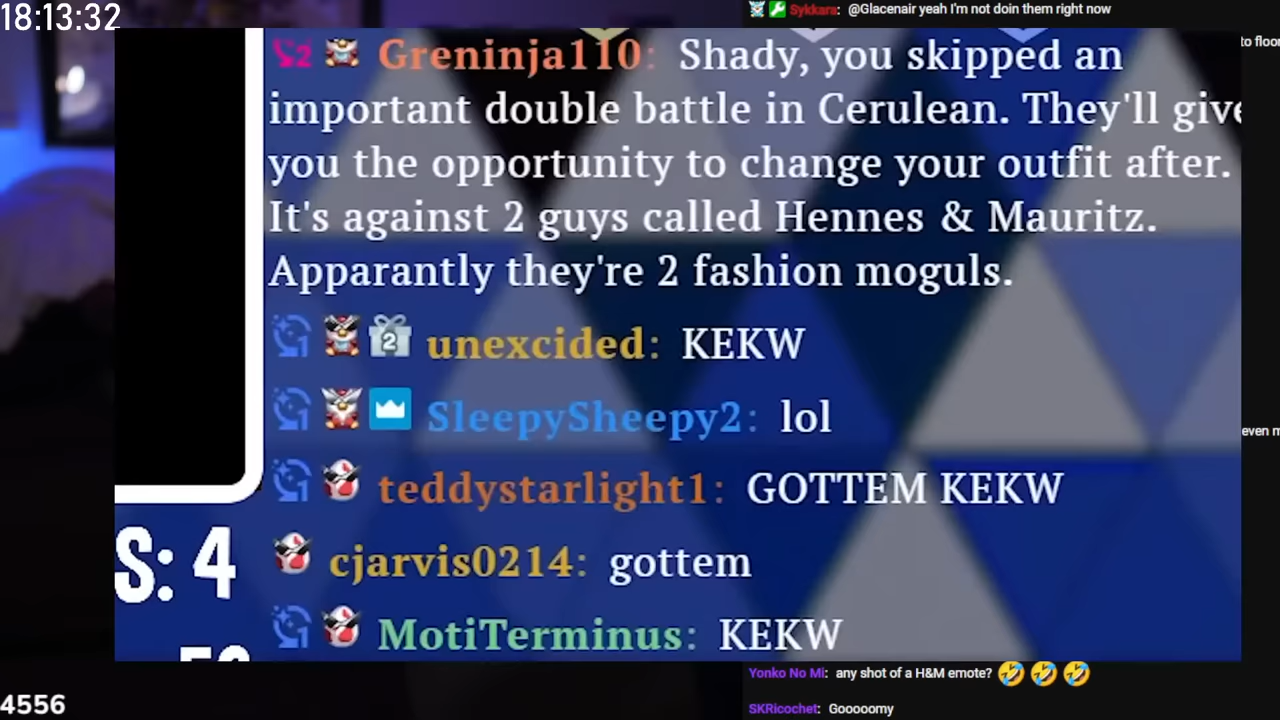 18:13:32
Sykkara: @Glacenair yeah I'm not doin them right now
to floor
Greninja110: Shady, you skipped an
important double battle in Cerulean. They'll give
you the opportunity to change your outfit after.
It's against 2 guys called Hennes & Mauritz.
Apparantly they're 2 fashion moguls.
2 unexcided: KEKW
SleepySheepy2: lol
even m
teddystarlight1: GOTTEM KEKW
S: 4
cjarvis0214: gottem
MotiTerminus: KEKW
Yonko No Mi: any shot of a H&M emote? 🤣 🤣 🤣
4556
SKRicochet: Gooooomy